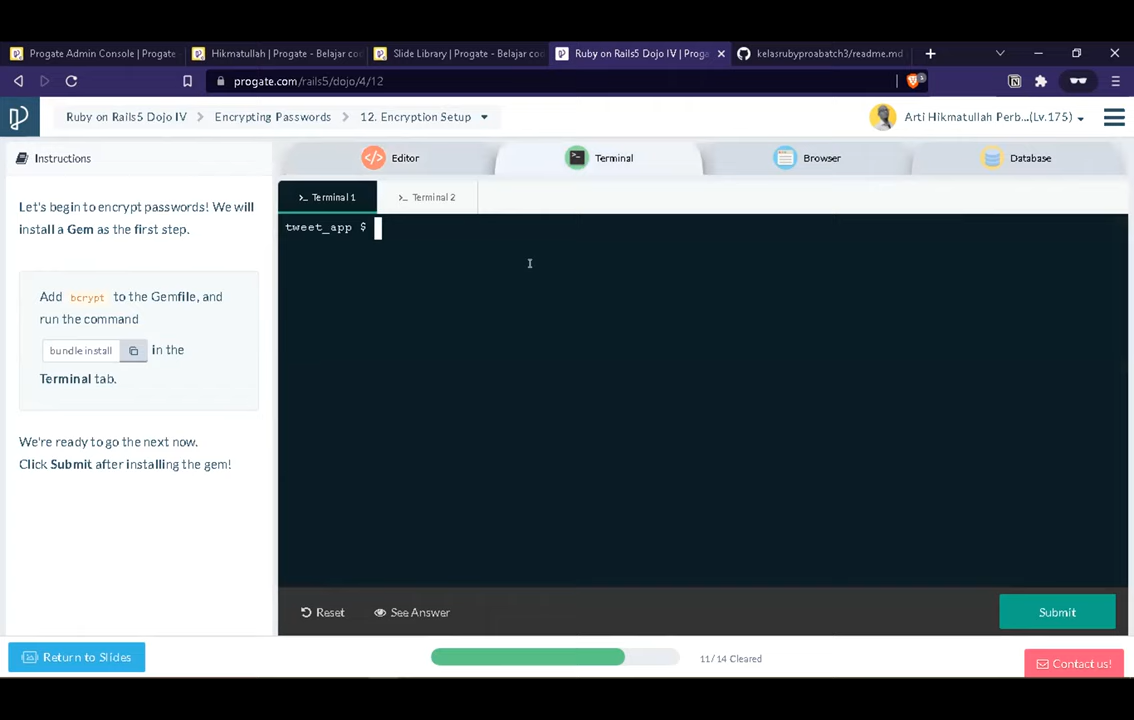 Progate Admin Console | Progate
Hikmatullah | Progate - Belajar co
Slide Library | Progate - Belajar co
Ruby on Rails5 Dojo IV | Proga
kelasrubyproabatch3/readme.md
progate.com/rails5/dojo/4/12
1
Ruby on Rails5 Dojo IV
Encrypting Passwords
12. Encryption Setup
Arti Hikmatullah Perb...(Lv.175)
Instructions
Editor
Terminal
Browser
Database
>_ Terminal 1
>_ Terminal 2
tweet_app $
Let's begin to encrypt passwords! We will
install a Gem as the first step.
Add bcrypt to the Gemfile, and
run the command
bundle install in the
Terminal tab.
We're ready to go the next now.
Click Submit after installing the gem!
Reset
See Answer
Submit
Return to Slides
11/14 Cleared
Contact us!